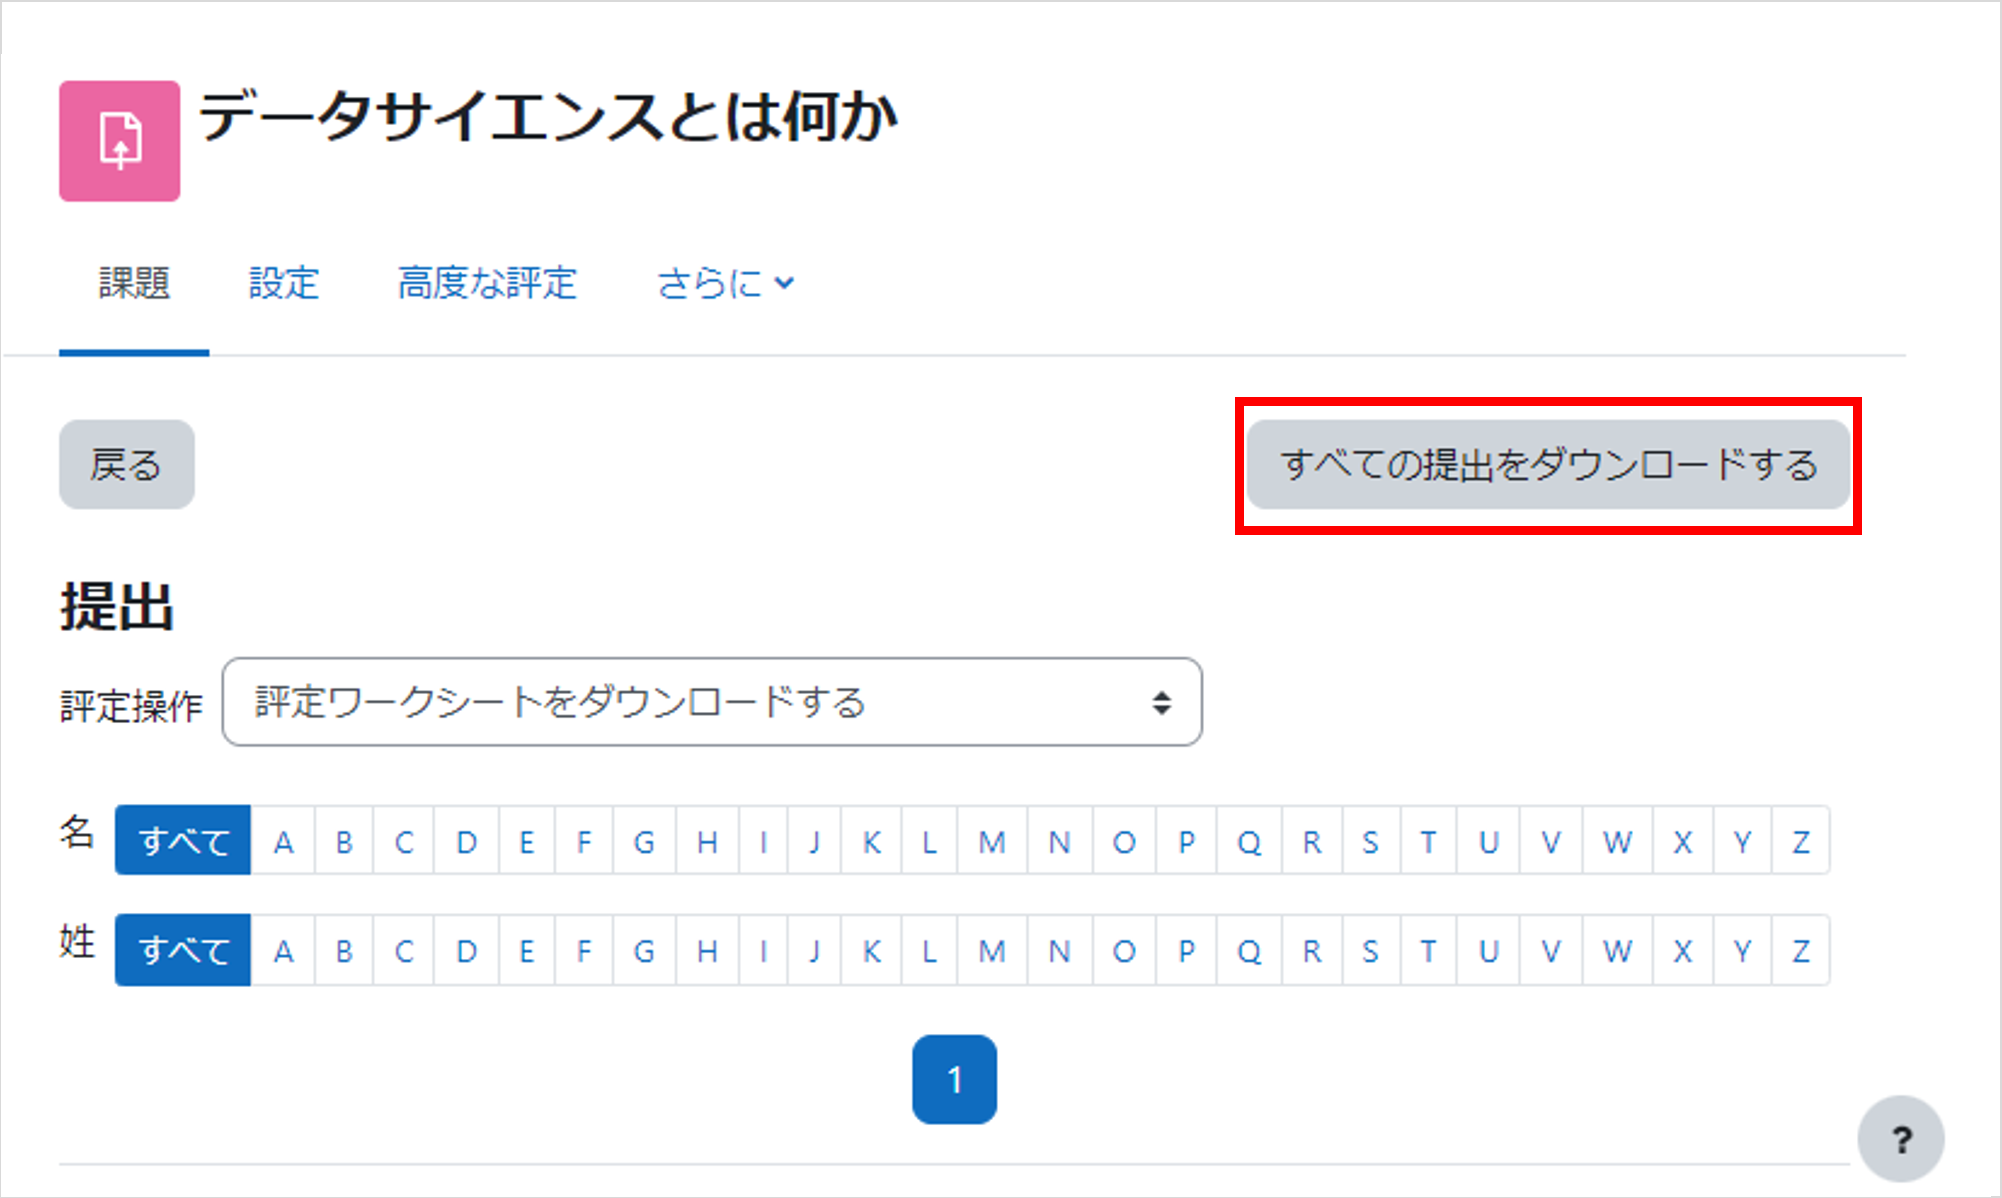 データサイエンスとは何か
課題 設定 高度な評定 さらに
戻る すべての提出をダウンロードする
提出
評定操作 評定ワークシートをダウンロードする
名 すべて A B C D E F G H I J K L M N O P Q R S T U V W X Y Z
姓 すべて A B C D E F G H I J K L M N O P Q R S T U V W X Y Z
1
?